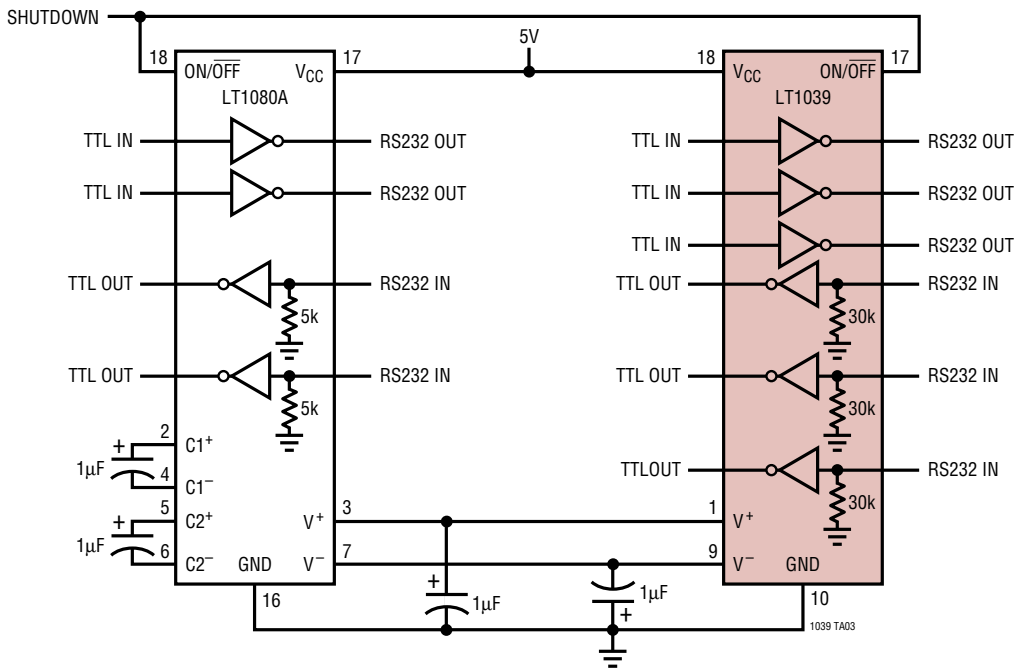 SHUTDOWN
5V
18 17 18 17
ON/O̅F̅F̅ VCC VCC ON/O̅F̅F̅
LT1080A LT1039
TTL IN RS232 OUT TTL IN RS232 OUT
TTL IN RS232 OUT TTL IN RS232 OUT
TTL IN RS232 OUT
TTL OUT RS232 IN TTL OUT RS232 IN
5k 30k
TTL OUT RS232 IN TTL OUT RS232 IN
5k 30k
2 C1+
+ 1µF
4 C1−
TTLOUT RS232 IN
30k
5 C2+
+ 1µF
6 C2−
V+ 3 1 V+
V− 7 9 V−
GND GND
16 10
+ 1µF 1µF +
1039 TA03